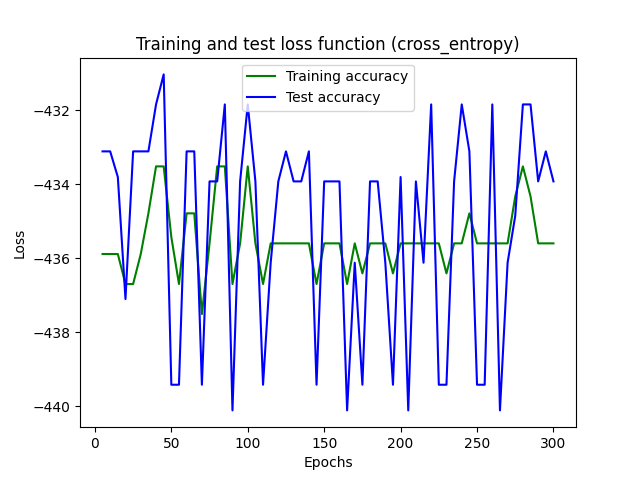 Training and test loss function (cross_entropy)
Training accuracy
Test accuracy
−432
−434
−436
−438
−440
Loss
0 50 100 150 200 250 300
Epochs